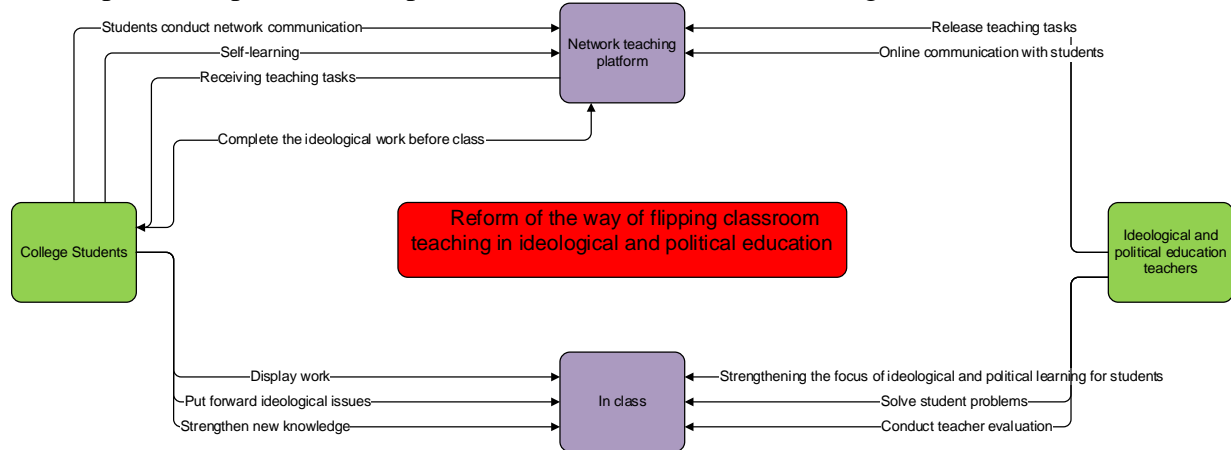 Students conduct network communication
Release teaching tasks
Self-learning
Network teaching
platform
Online communication with students
Receiving teaching tasks
Complete the ideological work before class
Reform of the way of flipping classroom
teaching in ideological and political education
College Students
Ideological and
political education
teachers
Display work
Strengthening the focus of ideological and political learning for students
Put forward ideological issues
In class
Solve student problems
Strengthen new knowledge
Conduct teacher evaluation